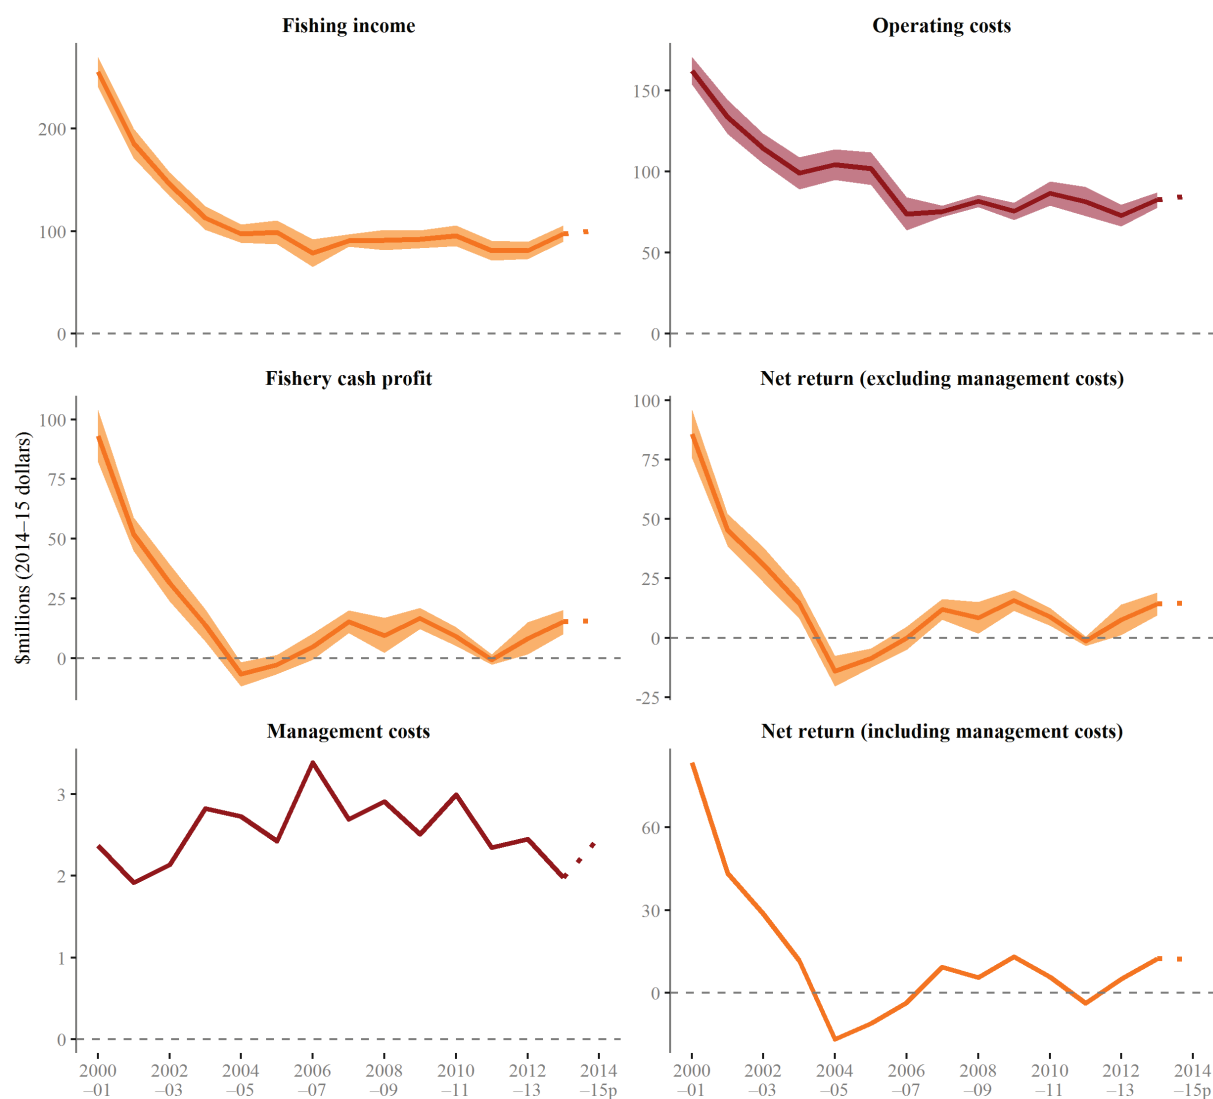 Fishing income
200
100
0
Operating costs
150
100
50
0
$millions (2014–15 dollars)
Fishery cash profit
100
75
50
25
0
Net return (excluding management costs)
100
75
50
25
0
-25
Management costs
3
2
1
0
2000 2002 2004 2006 2008 2010 2012 2014
–01 –03 –05 –07 –09 –11 –13 –15p
Net return (including management costs)
60
30
0
2000 2002 2004 2006 2008 2010 2012 2014
–01 –03 –05 –07 –09 –11 –13 –15p